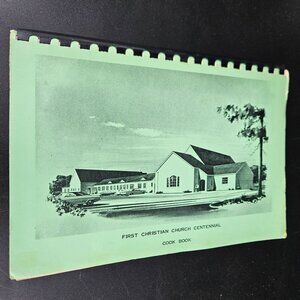 FIRST CHRISTIAN CHURCH CENTENNIAL
COOK BOOK